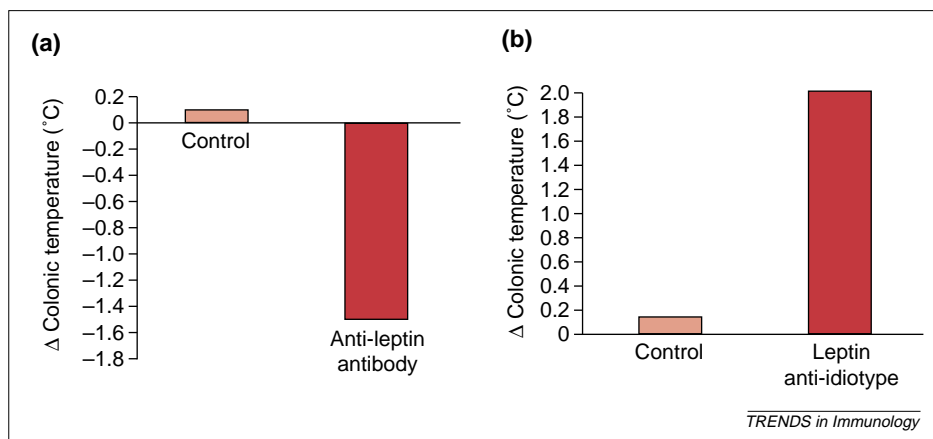 (a)
Δ Colonic temperature (˚C)
0.2
0
–0.2
–0.4
–0.6
–0.8
–1.0
–1.2
–1.4
–1.6
–1.8
Control
Anti-leptin
antibody
(b)
Δ Colonic temperature (˚C)
2.0
1.8
1.6
1.4
1.2
1.0
0.8
0.6
0.4
0.2
0
Control
Leptin
anti-idiotype
TRENDS in Immunology